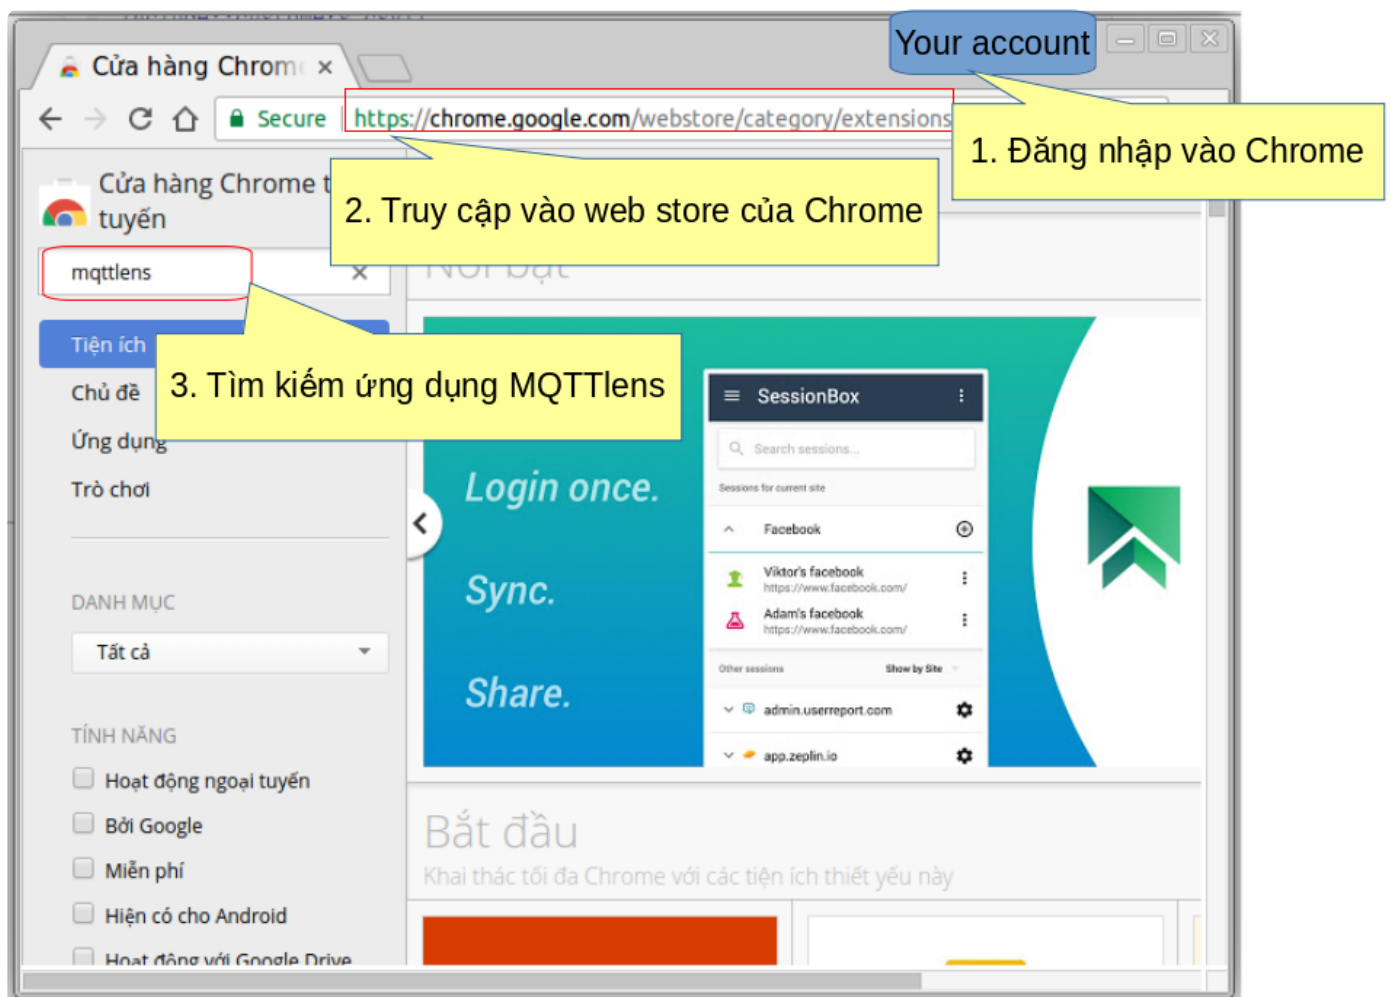 Your account
Cửa hàng Chrom
Secure
https://chrome.google.com/webstore/category/extensions
1. Đăng nhập vào Chrome
2. Truy cập vào web store của Chrome
Cửa hàng Chrome t
tuyến
mqttlens
Nổi bật
3. Tìm kiếm ứng dụng MQTTlens
Tiện ích
Chủ đề
Ứng dụng
Trò chơi
DANH MỤC
Tất cả
TÍNH NĂNG
Hoạt động ngoại tuyến
Bởi Google
Miễn phí
Hiện có cho Android
Hoạt động với Google Drive
Login once.
Sync.
Share.
SessionBox
Search sessions...
Sessions for current site
Facebook
Viktor's facebook
https://www.facebook.com/
Adam's facebook
https://www.facebook.com/
Other sessions Show by Site
admin.userreport.com
app.zeplin.io
Bắt đầu
Khai thác tối đa Chrome với các tiện ích thiết yếu này